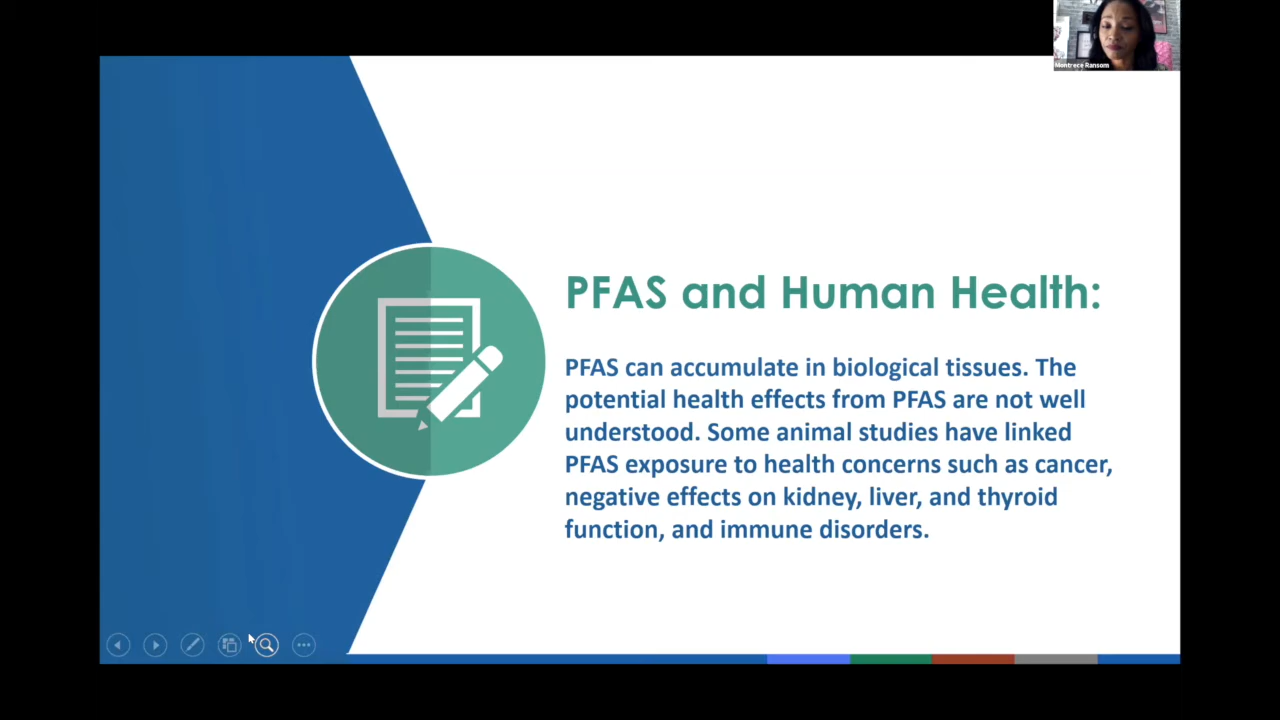 Montrece Ransom
PFAS and Human Health:
PFAS can accumulate in biological tissues. The
potential health effects from PFAS are not well
understood. Some animal studies have linked
PFAS exposure to health concerns such as cancer,
negative effects on kidney, liver, and thyroid
function, and immune disorders.